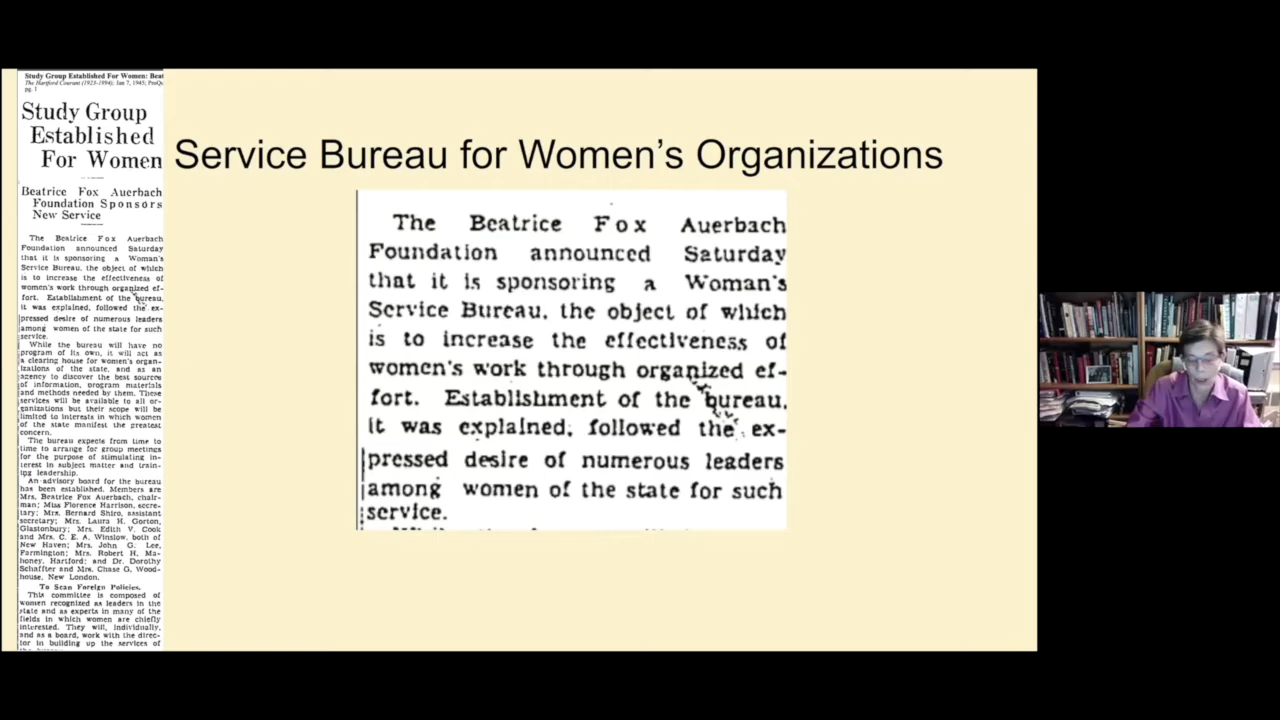 Study Group Established For Women: Beat
The Hartford Courant (1923-1994); Jan 7, 1945; ProQu
pg. 1
Study Group
Established
For Women
Beatrice Fox Auerbach
Foundation Sponsors
New Service
The Beatrice Fox Auerbach
Foundation announced Saturday
that it is sponsoring a Woman's
Service Bureau, the object of which
is to increase the effectiveness of
women's work through organized ef-
fort. Establishment of the bureau,
it was explained, followed the ex-
pressed desire of numerous leaders
among women of the state for such
service.
While the bureau will have no
program of its own, it will act as
a clearing house for women's organ-
izations of the state, and as an
agency to discover the best sources
of information, program materials
and methods needed by them. These
services will be available to all or-
ganizations but their scope will be
limited to interests in which women
of the state manifest the greatest
concern.
The bureau expects from time to
time to arrange for group meetings
for the purpose of stimulating in-
terest in subject matter and train-
ing leadership.
An advisory board for the bureau
has been established. Members are
Mrs. Beatrice Fox Auerbach, chair-
man; Miss Florence Harrison, secre-
tary; Mrs. Bernard Shiro, assistant
secretary; Mrs. Laura H. Gorton,
Glastonbury; Mrs. Edith V. Cook
and Mrs. C. E. A. Winslow, both of
New Haven; Mrs. John G. Lee,
Farmington; Mrs. Robert H. Ma-
honey, Hartford; and Dr. Dorothy
Schaffter and Mrs. Chase G. Wood-
house, New London.
To Scan Foreign Policies.
This committee is composed of
women recognized as leaders in the
state and as experts in many of the
fields in which women are chiefly
interested. They will, individually,
and as a board, work with the direc-
tor in building up the services of
Service Bureau for Women’s Organizations
The Beatrice Fox Auerbach
Foundation announced Saturday
that it is sponsoring a Woman's
Service Bureau, the object of which
is to increase the effectiveness of
women's work through organized ef-
fort. Establishment of the bureau,
it was explained, followed the ex-
pressed desire of numerous leaders
among women of the state for such
service.